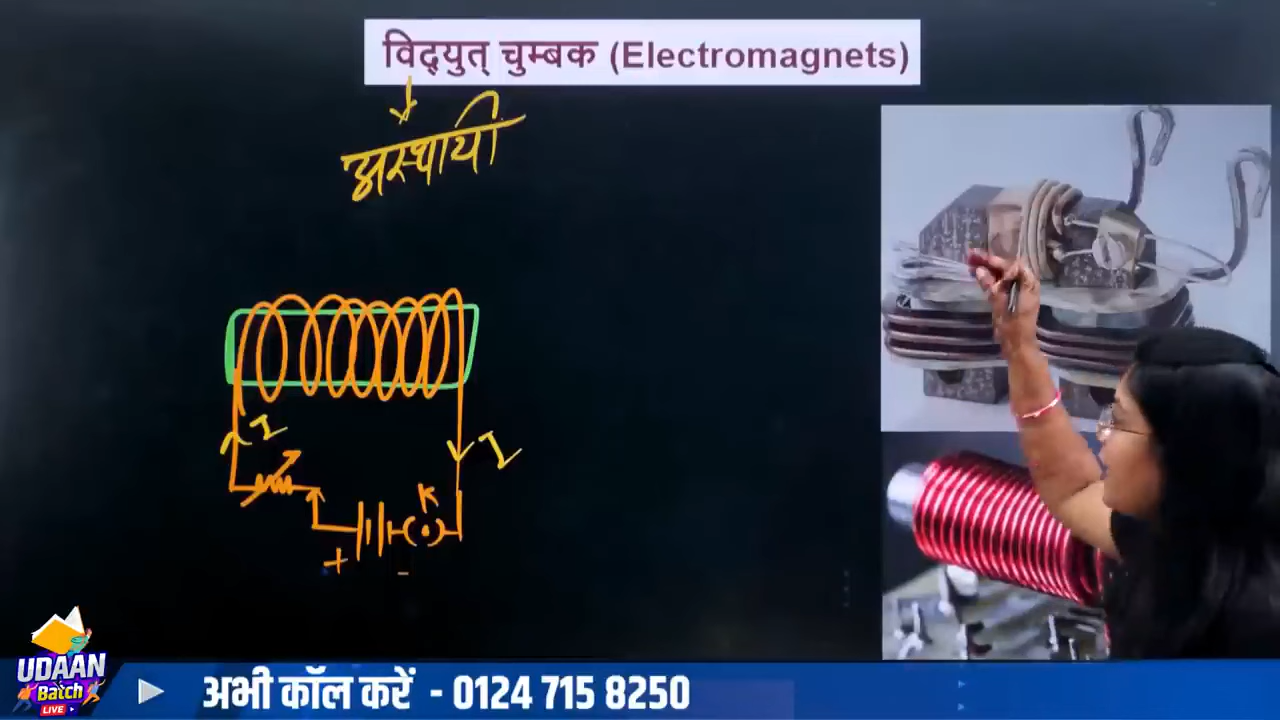 विद्युत् चुम्बक (Electromagnets)
अस्थायी
I
I
K
+
-
UDAAN
Batch
LIVE
अभी कॉल करें - 0124 715 8250